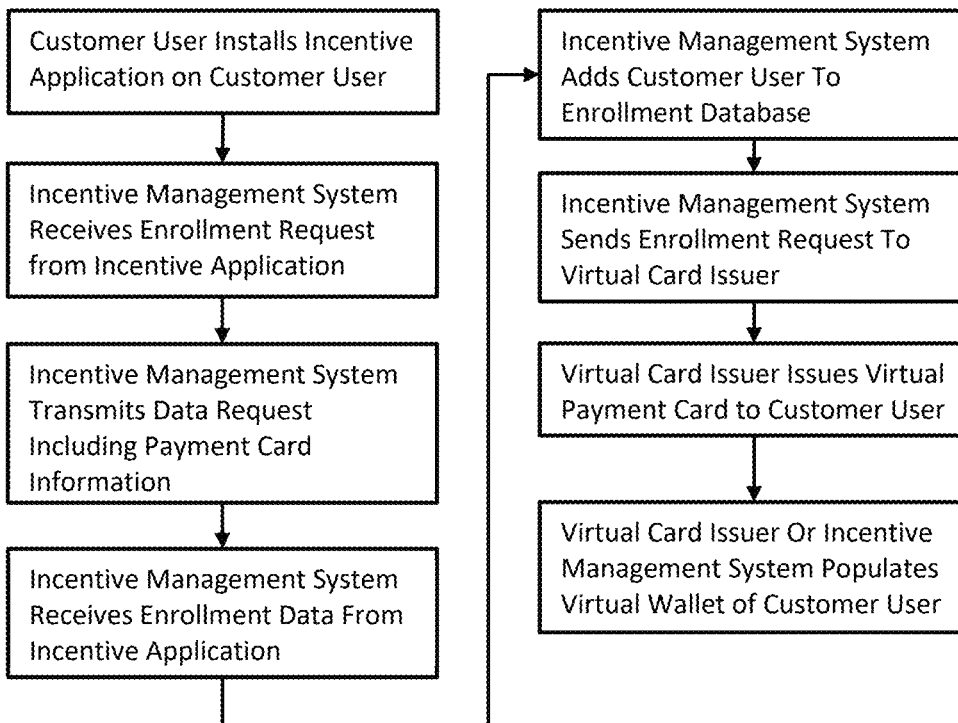 Customer User Installs Incentive
Application on Customer User
Incentive Management System
Receives Enrollment Request
from Incentive Application
Incentive Management System
Transmits Data Request
Including Payment Card
Information
Incentive Management System
Receives Enrollment Data From
Incentive Application
Incentive Management System
Adds Customer User To
Enrollment Database
Incentive Management System
Sends Enrollment Request To
Virtual Card Issuer
Virtual Card Issuer Issues Virtual
Payment Card to Customer User
Virtual Card Issuer Or Incentive
Management System Populates
Virtual Wallet of Customer User